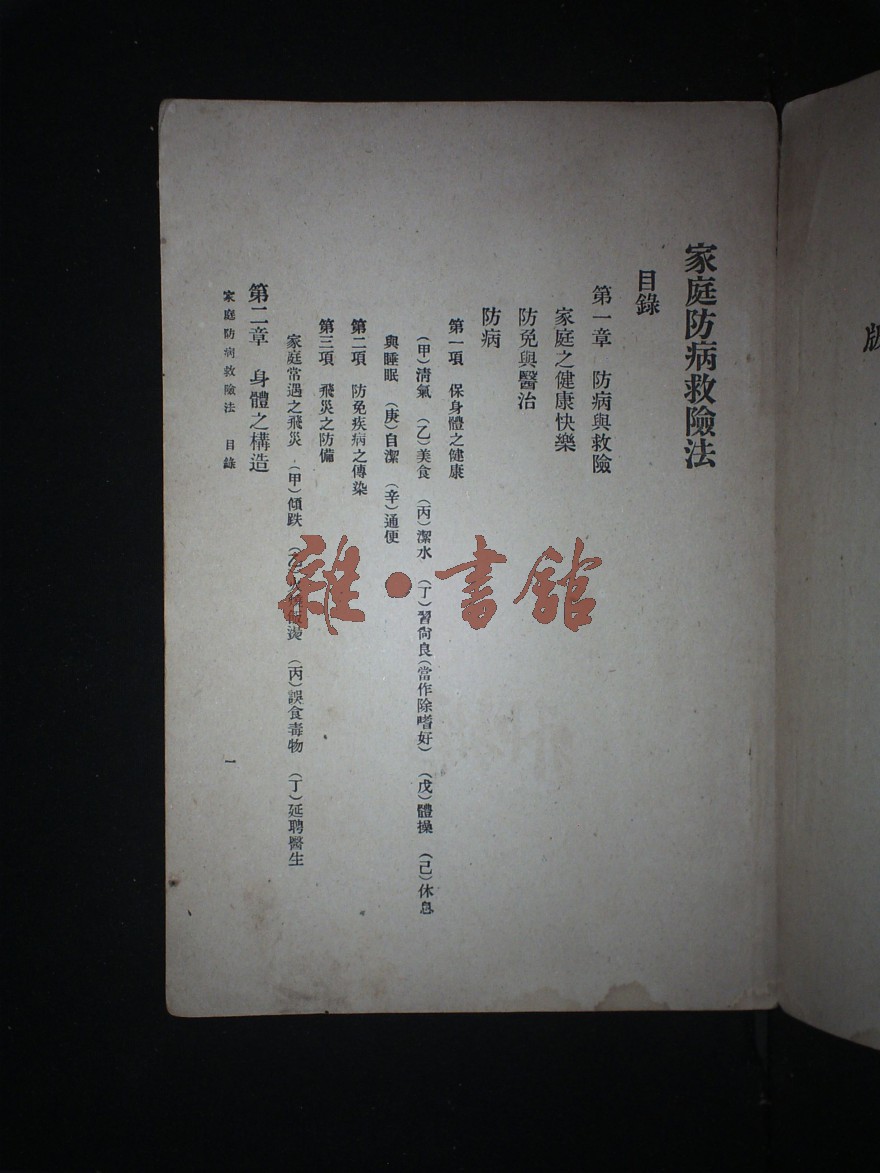 版
家庭防病救險法
目錄
第一章 防病與救險
家庭之健康快樂
防免與醫治
防病
第一項 保身體之健康
(甲)清氣 (乙)美食 (丙)潔水 (丁)習尙良(當作除嗜好) (戊)體操 (己)休息
與睡眠 (庚)自潔 (辛)通便
第二項 防免疾病之傳染
第三項 飛災之防備
家庭常遇之飛災 (甲)傾跌 (丙)誤食毒物 (丁)延聘醫生
第二章 身體之構造
家庭防病救險法 目錄 一
雜·書館